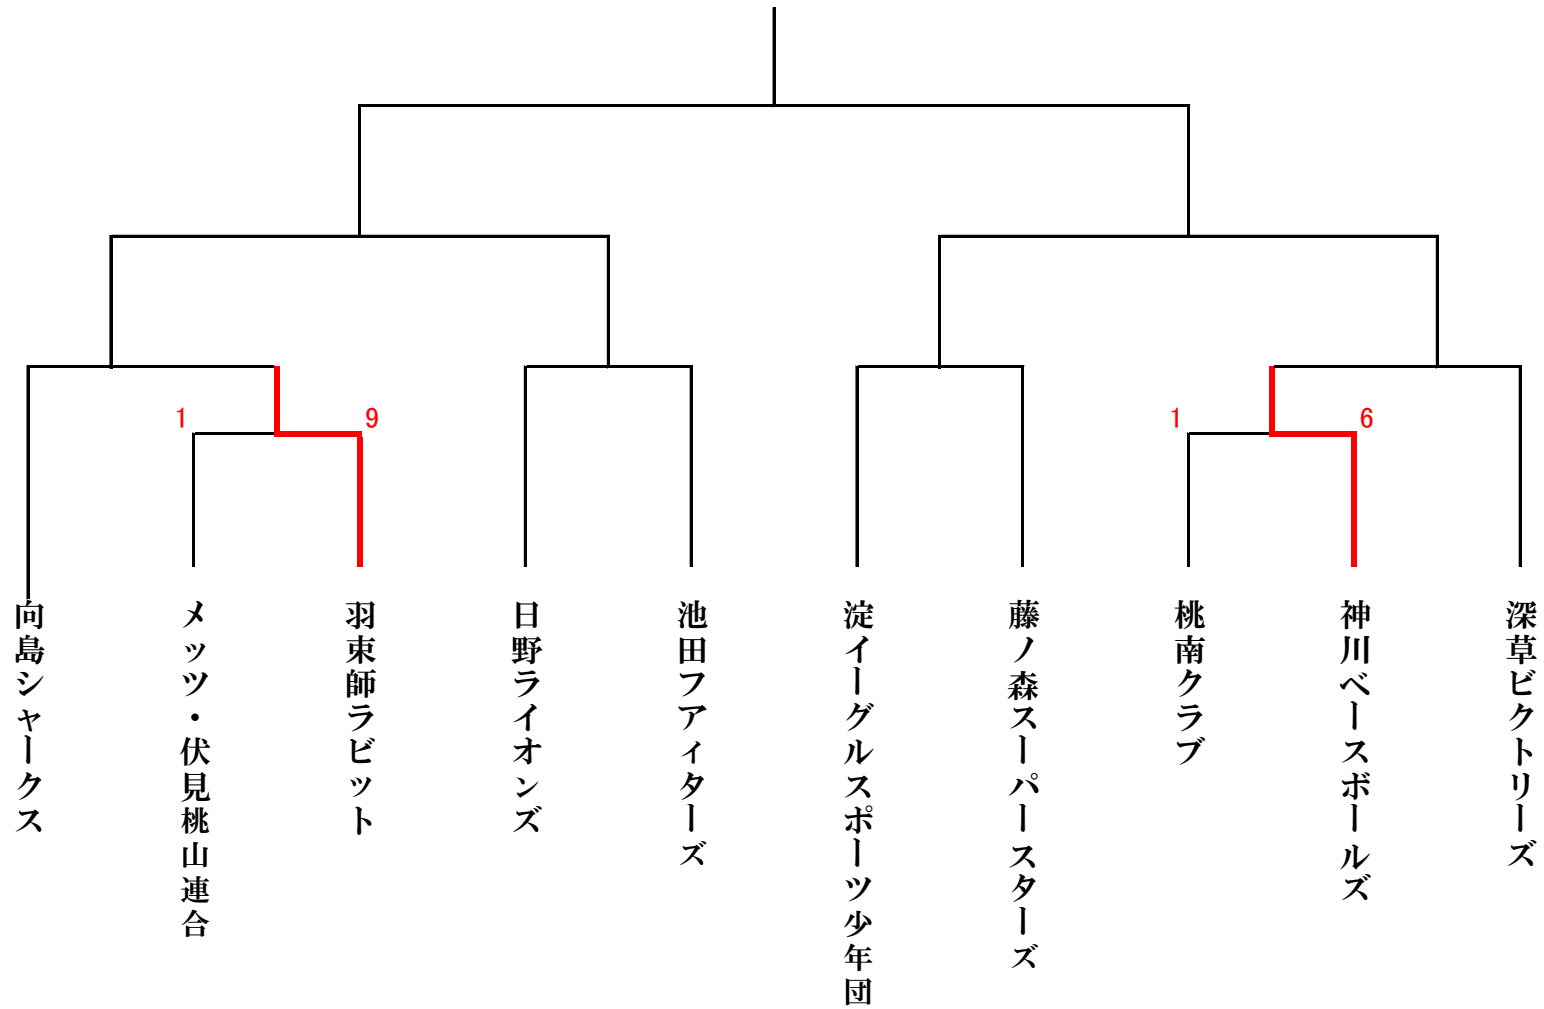 1
9
1
6
向島シャークス
メッツ・伏見桃山連合
羽束師ラビット
日野ライオンズ
池田フアィターズ
淀イーグルスポーツ少年団
藤ノ森スーパースターズ
桃南クラブ
神川ベースボールズ
深草ビクトリーズ